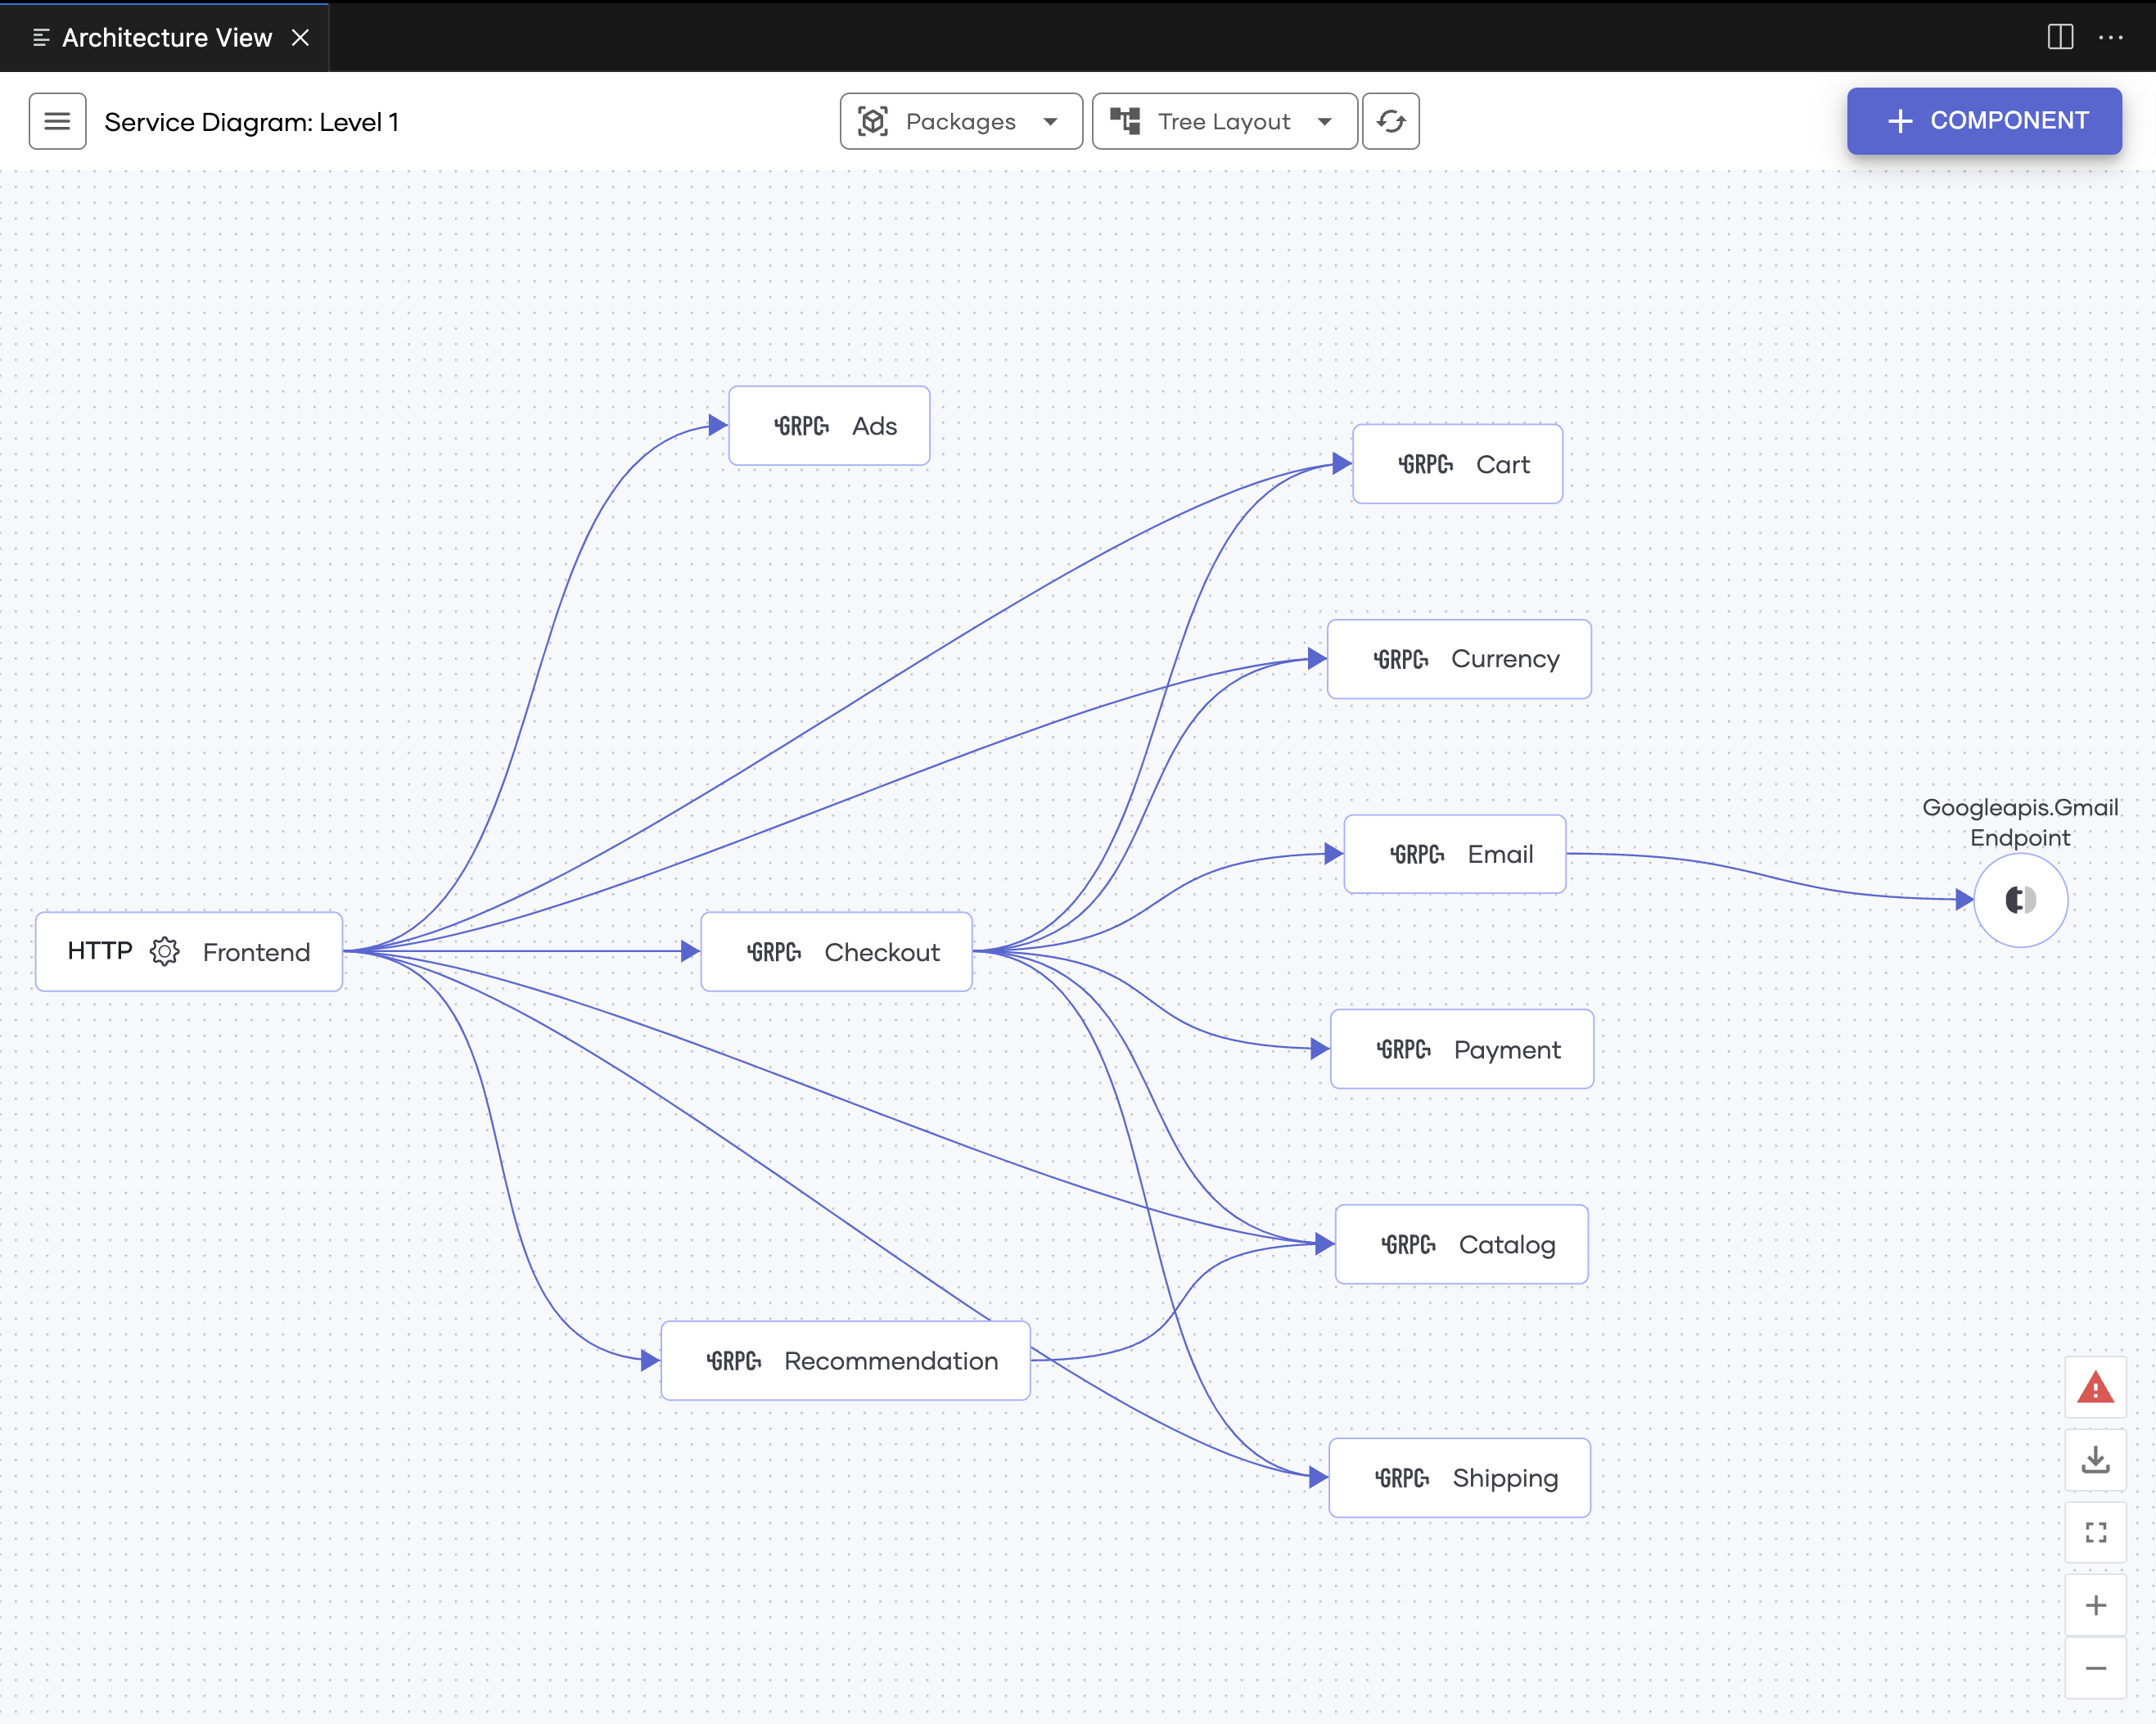 Architecture View
Service Diagram: Level 1
Packages
Tree Layout
COMPONENT
GRPC Ads
GRPC Cart
GRPC Currency
Googleapis.Gmail
Endpoint
GRPC Email
HTTP Frontend
GRPC Checkout
GRPC Payment
GRPC Catalog
GRPC Recommendation
GRPC Shipping